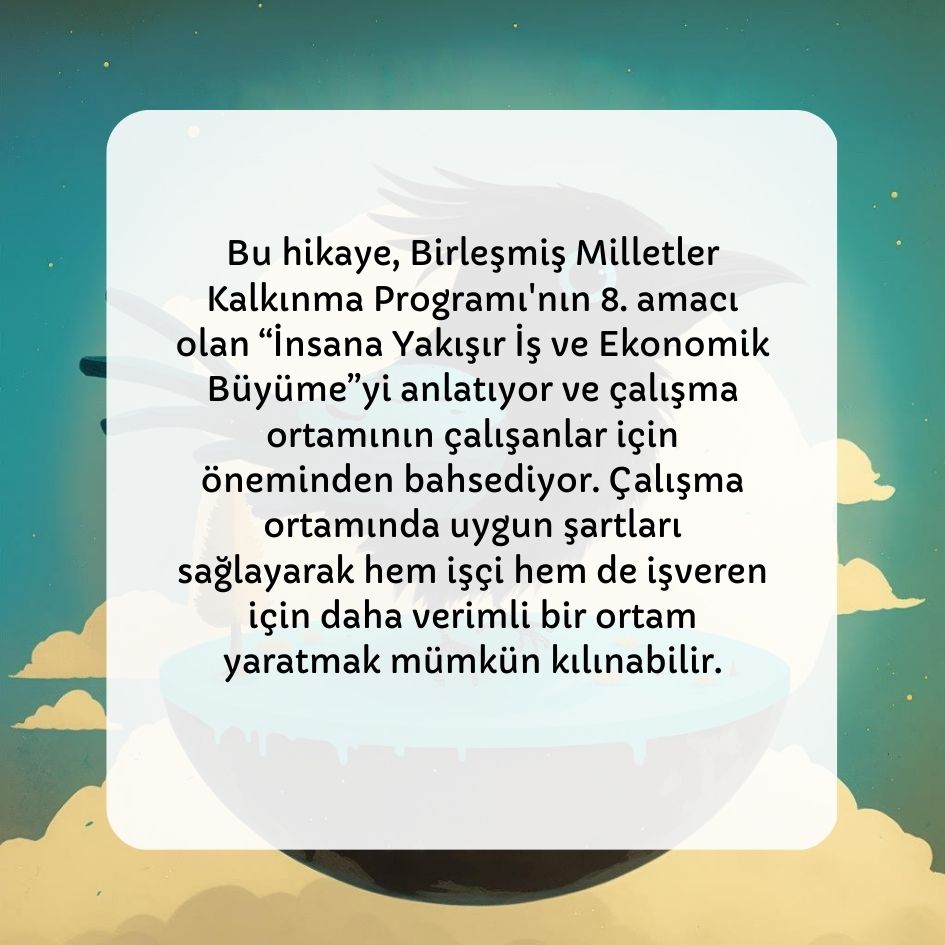 Bu hikaye, Birleşmiş Milletler
Kalkınma Programı'nın 8. amacı
olan “İnsana Yakışır İş ve Ekonomik
Büyüme”yi anlatıyor ve çalışma
ortamının çalışanlar için
öneminden bahsediyor. Çalışma
ortamında uygun şartları
sağlayarak hem işçi hem de işveren
için daha verimli bir ortam
yaratmak mümkün kılınabilir.